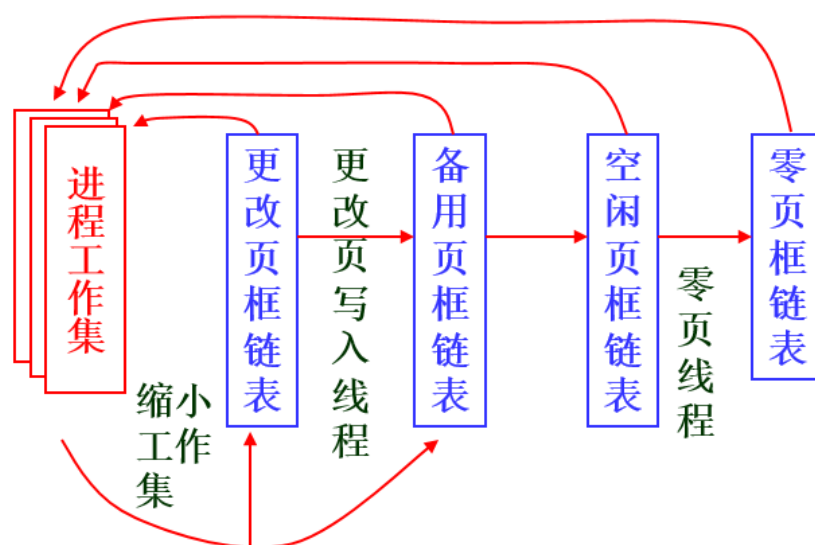 进程工作集
更改页框链表
更改页写入线程
备用页框链表
空闲页框链表
零页线程
零页框链表
缩小
工作
集